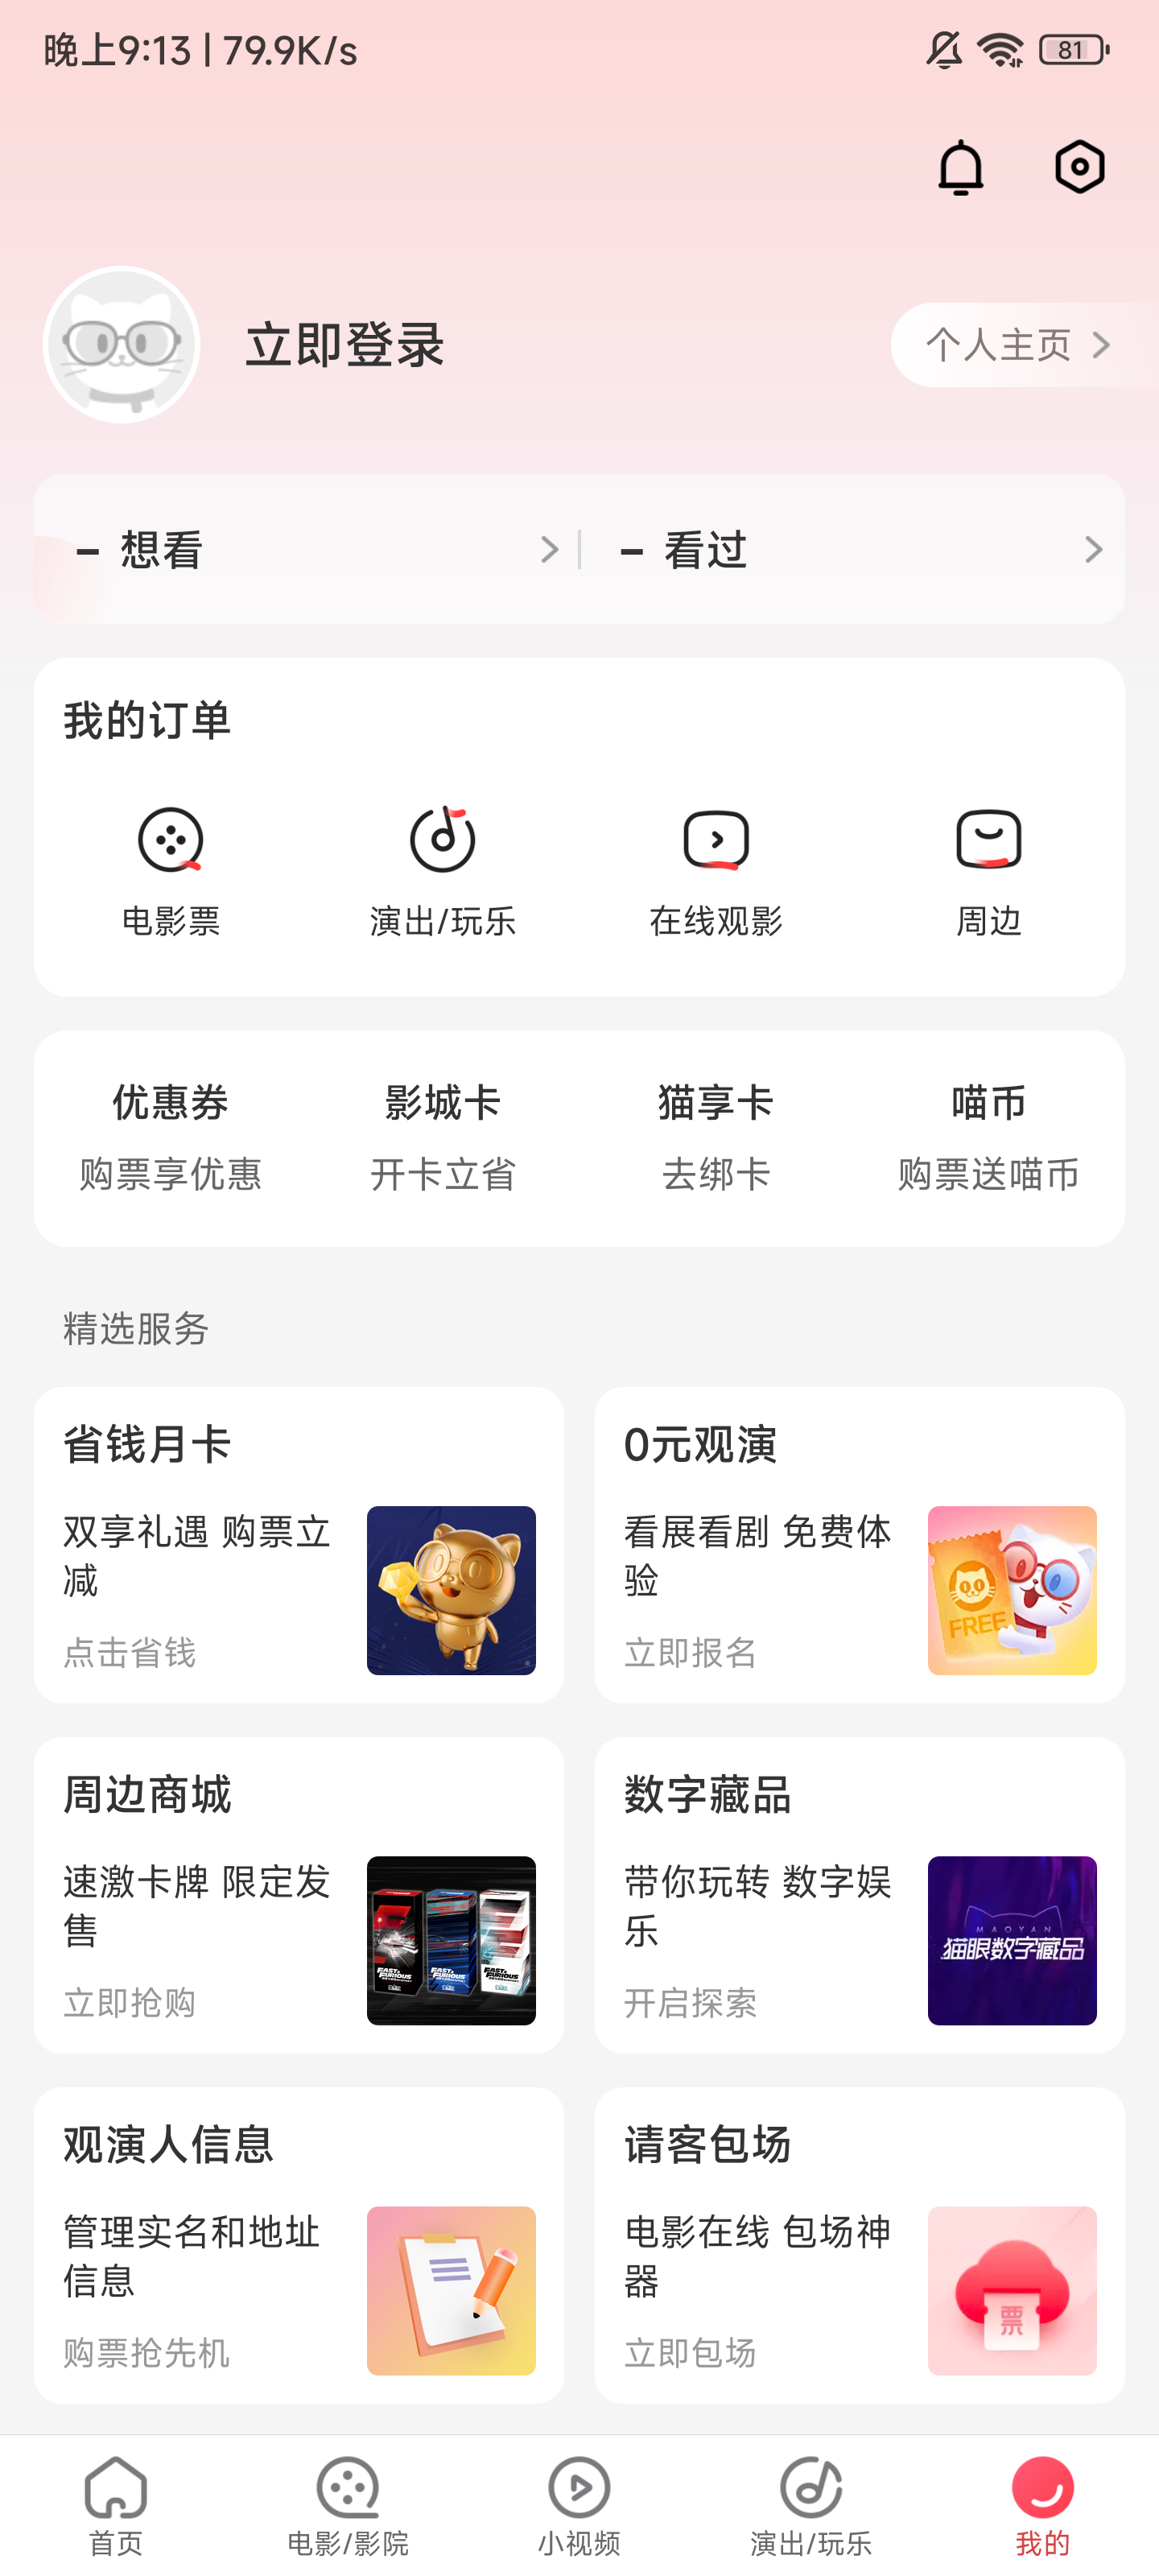 晚上9:13 | 79.9K/s
81
立即登录
个人主页
- 想看
- 看过
我的订单
电影票
演出/玩乐
在线观影
周边
优惠券
影城卡
猫享卡
喵币
购票享优惠
开卡立省
去绑卡
购票送喵币
精选服务
省钱月卡
双享礼遇 购票立
减
点击省钱
0元观演
看展看剧 免费体
验
立即报名
FREE
周边商城
速激卡牌 限定发
售
立即抢购
FAST & FURIOUS
FAST & FURIOUS
FAST & FURIOUS
数字藏品
带你玩转 数字娱
乐
开启探索
MAOYAN
猫眼数字藏品
观演人信息
管理实名和地址
信息
购票抢先机
请客包场
电影在线 包场神
器
立即包场
票
首页
电影/影院
小视频
演出/玩乐
我的